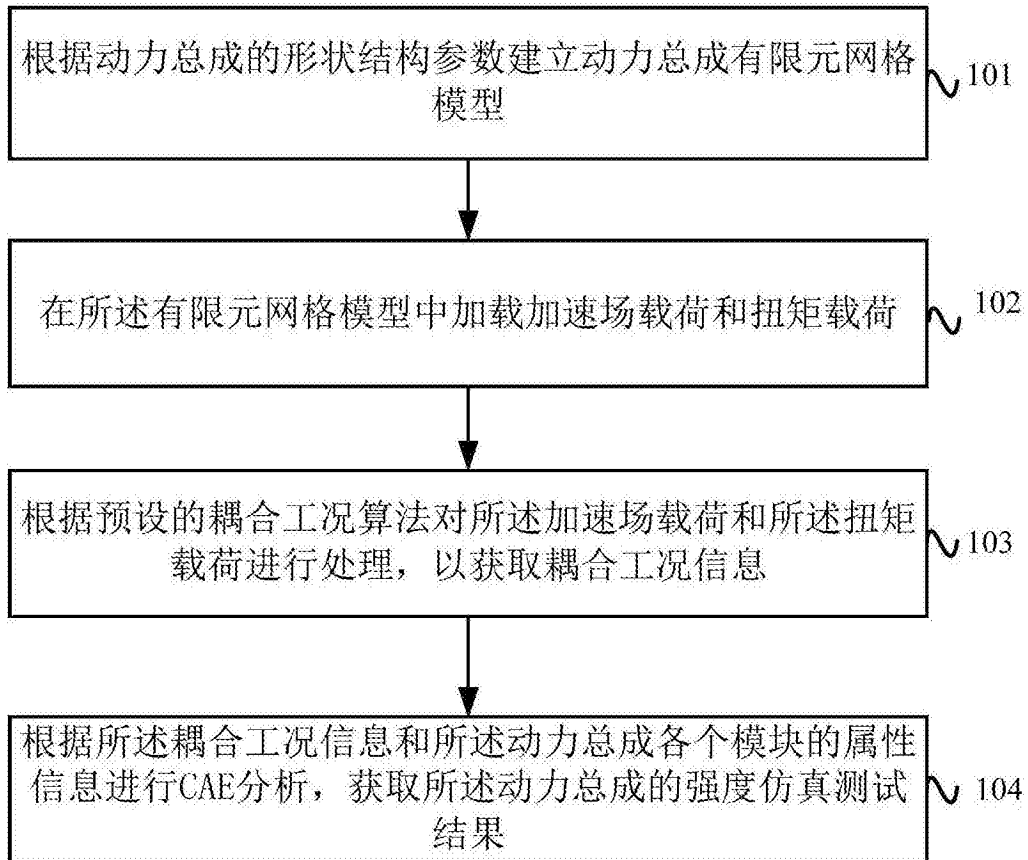 根据动力总成的形状结构参数建立动力总成有限元网格
模型
101
在所述有限元网格模型中加载加速场载荷和扭矩载荷
102
根据预设的耦合工况算法对所述加速场载荷和所述扭矩
载荷进行处理，以获取耦合工况信息
103
根据所述耦合工况信息和所述动力总成各个模块的属性
信息进行CAE分析，获取所述动力总成的强度仿真测试
结果
104